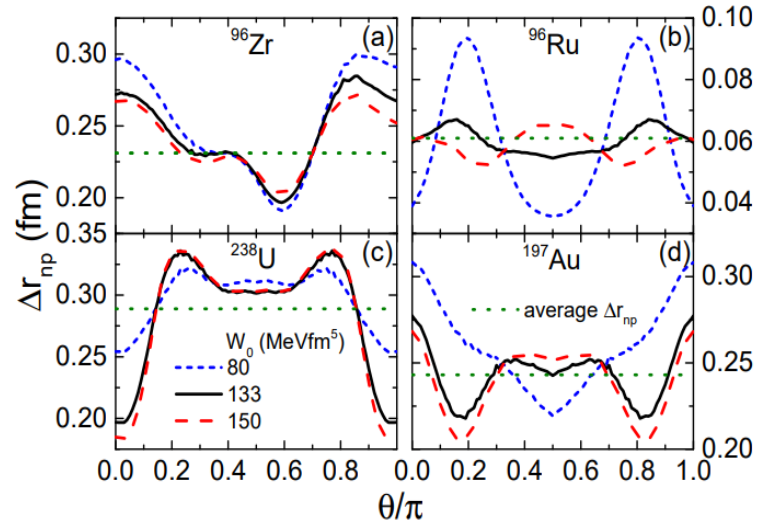 ⁹⁶Zr (a)
⁹⁶Ru (b)
0.30
0.25
0.20
0.10
0.08
0.06
0.04
Δrnp (fm)
0.35
0.30
0.25
0.20
²³⁸U (c)
W₀ (MeVfm⁵)
80
133
150
¹⁹⁷Au (d)
average Δrnp
0.30
0.25
0.20
0.0 0.2 0.4 0.6 0.8 0.0 0.2 0.4 0.6 0.8 1.0
θ/π